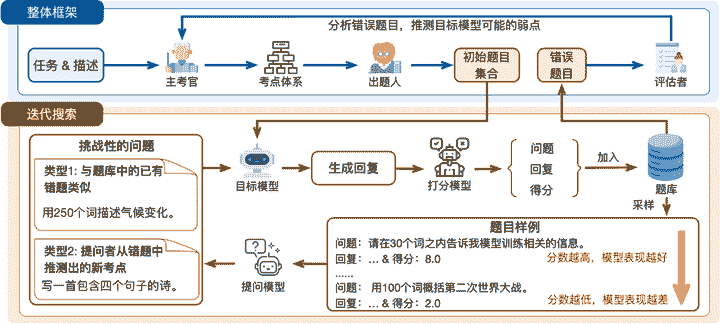 整体框架
分析错误题目，推测目标模型可能的弱点
任务 & 描述
主考官
考点体系
出题人
初始题目
集合
错误
题目
评估者
迭代搜索
挑战性的问题
类型1: 与题库中的已有
错题类似
用250个词描述气候变化。
类型2: 提问者从错题中
推测出的新考点
写一首包含四个句子的诗。
目标模型
生成回复
打分模型
问题
回复
得分
加入
题库
采样
提问模型
题目样例
问题：请在30个词之内告诉我模型训练相关的信息。
回复：... & 得分：8.0
......
问题： 用100个词概括第二次世界大战。
回复：... & 得分：2.0
分数越高，模型表现越好
分数越低，模型表现越差